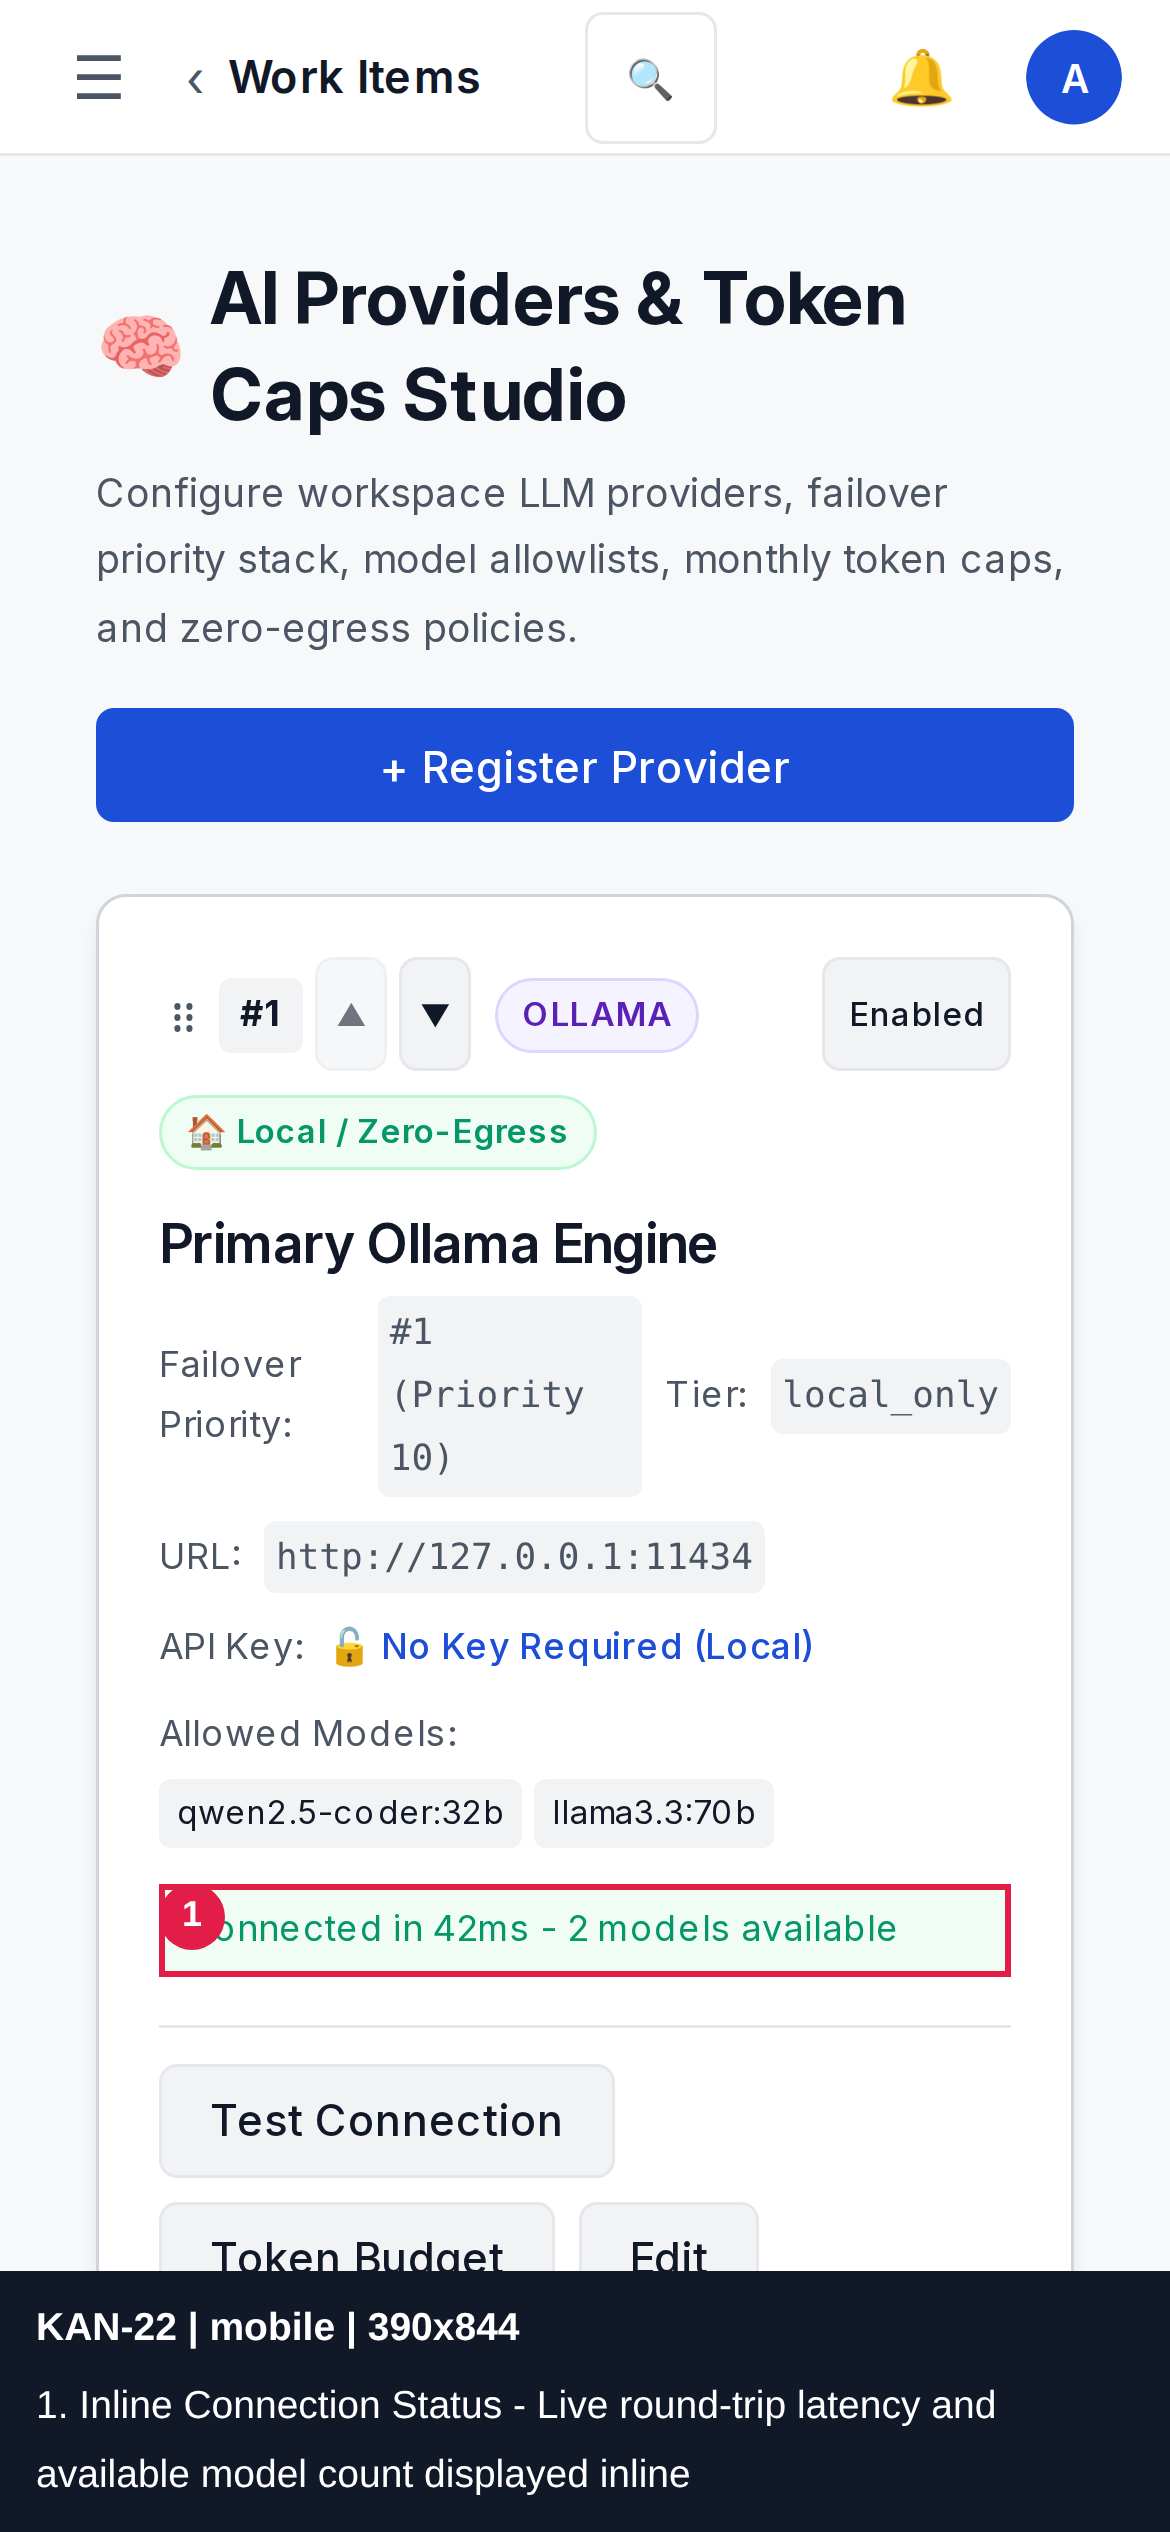 ‹ Work Items
A
AI Providers & Token
Caps Studio
Configure workspace LLM providers, failover
priority stack, model allowlists, monthly token caps,
and zero-egress policies.
+ Register Provider
#1 ▲ ▼ OLLAMA Enabled
Local / Zero-Egress
Primary Ollama Engine
Failover Priority: #1 (Priority 10) Tier: local_only
URL: http://127.0.0.1:11434
API Key: No Key Required (Local)
Allowed Models:
qwen2.5-coder:32b llama3.3:70b
1 onnected in 42ms - 2 models available
Test Connection
Token Budget Edit
KAN-22 | mobile | 390x844
1. Inline Connection Status - Live round-trip latency and
available model count displayed inline